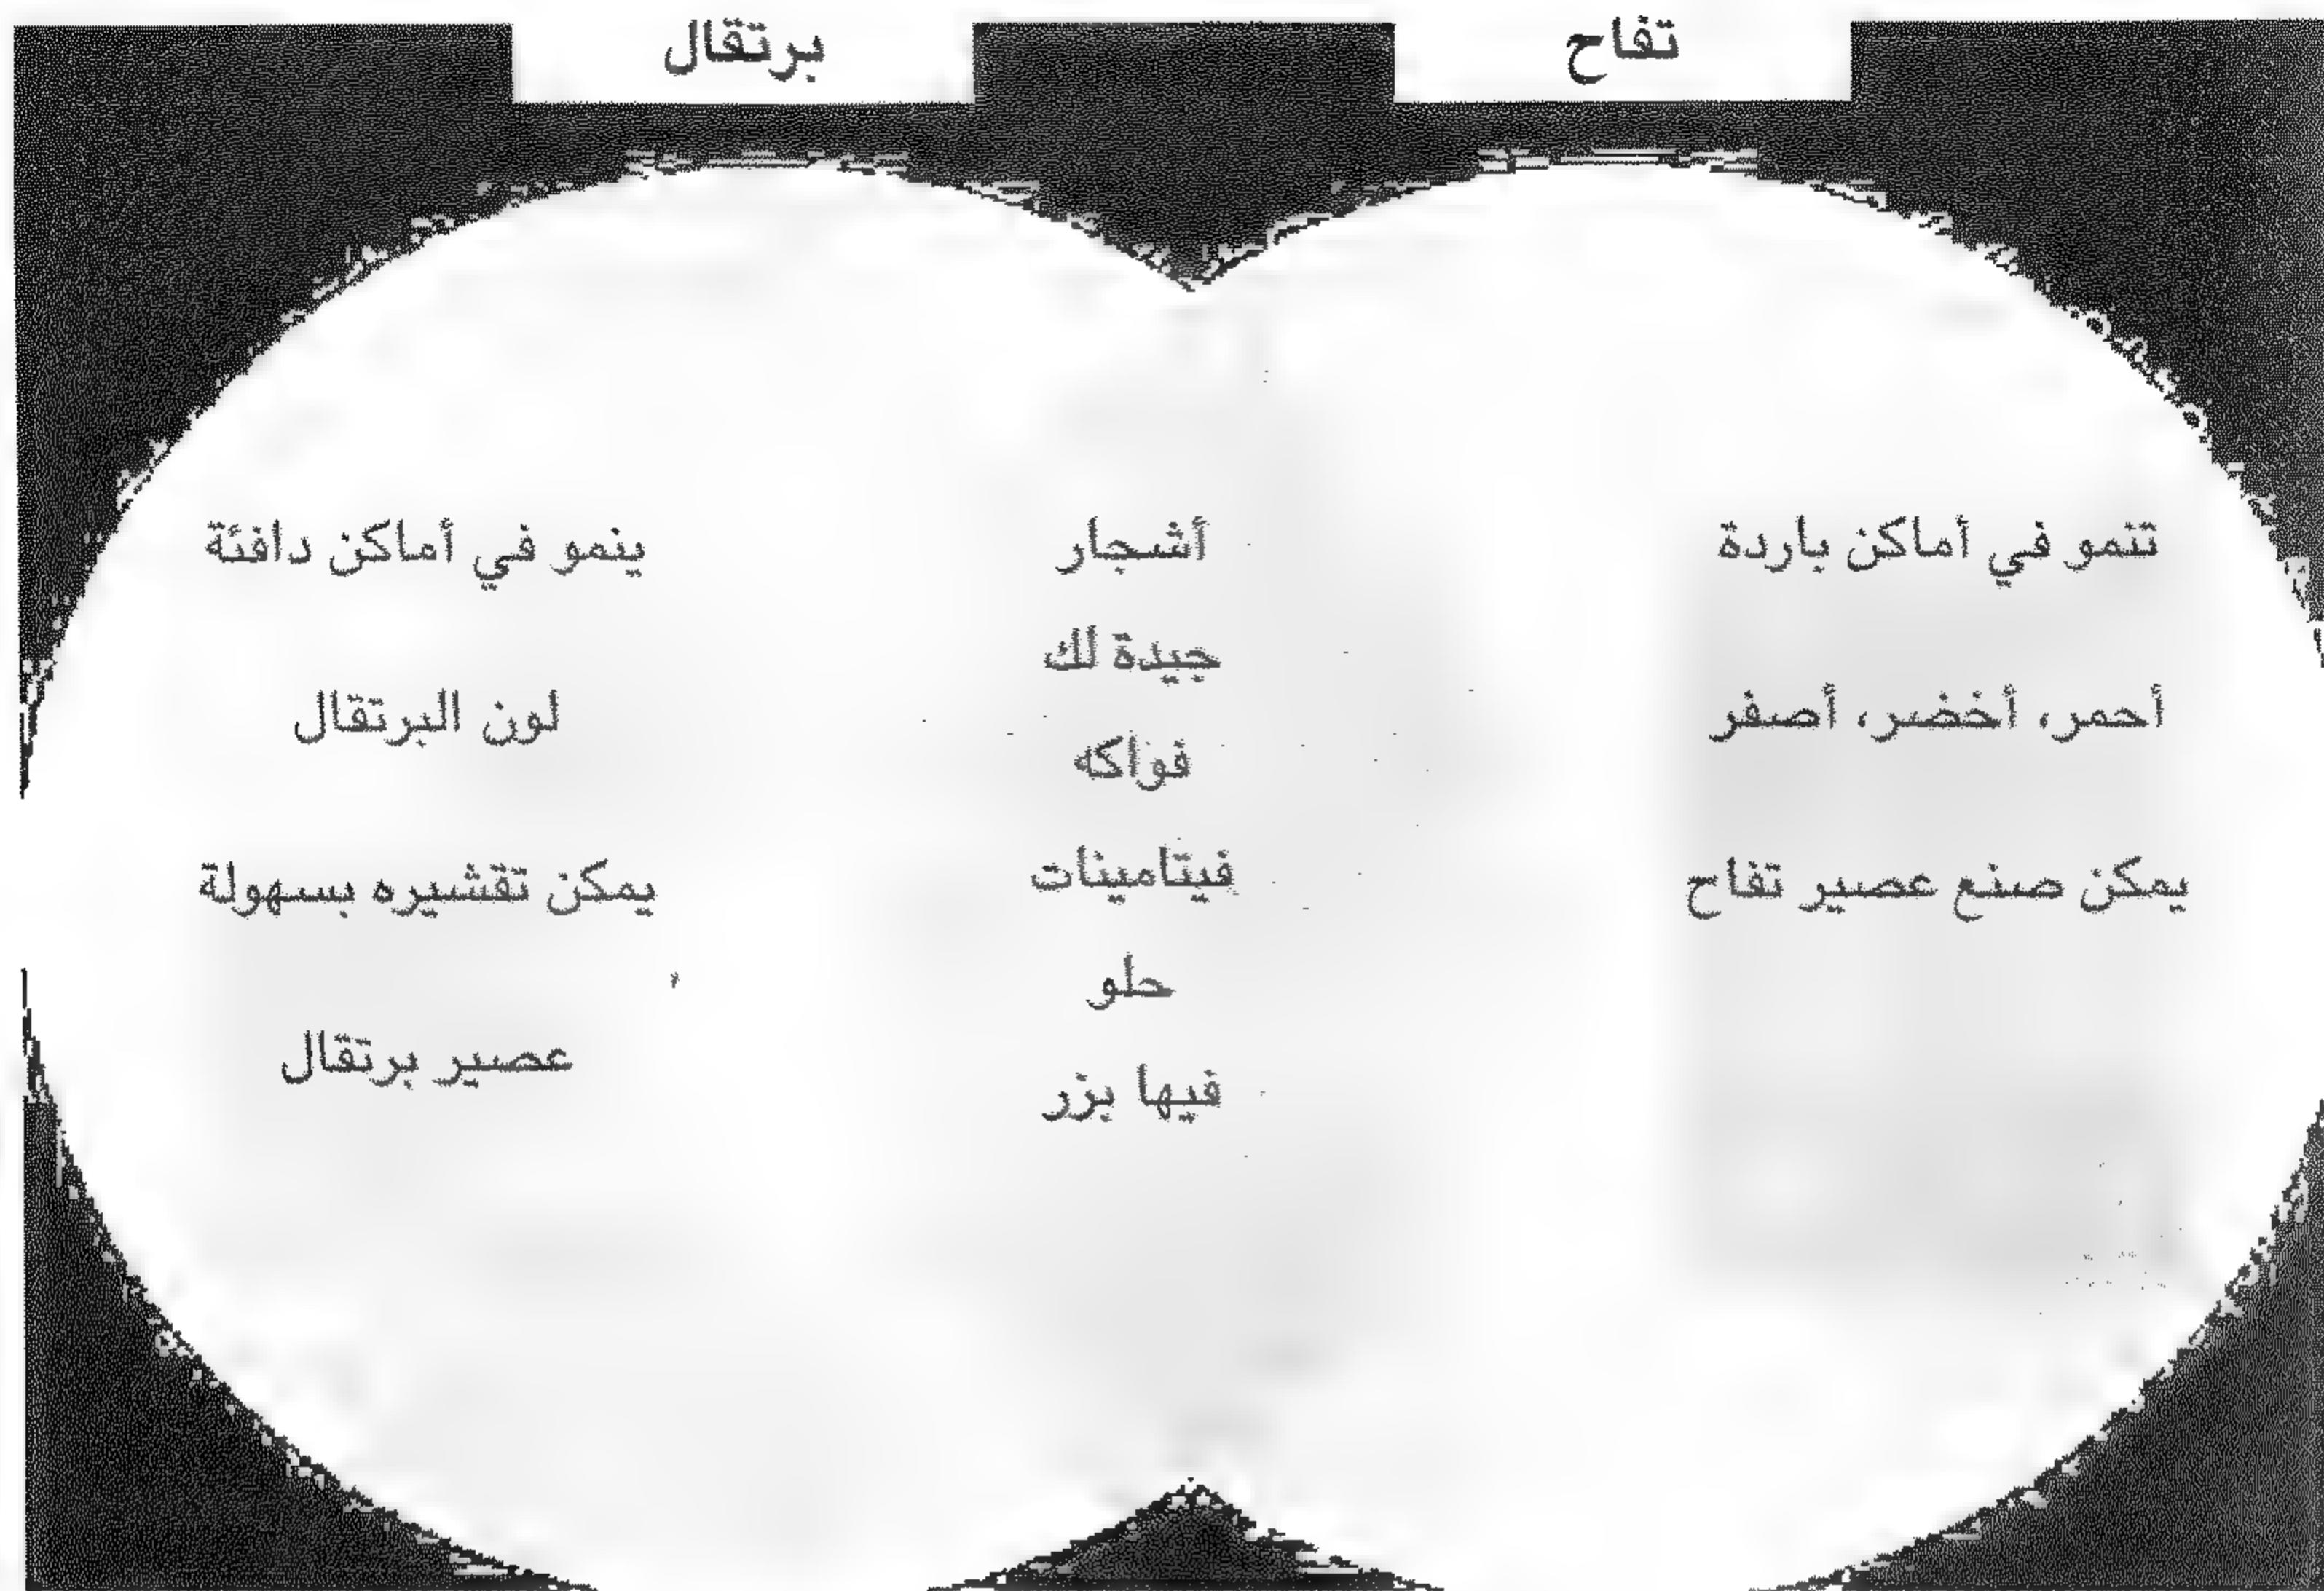 تفاح
برتقال
تنمو في أماكن باردة
أحمر، أخضر، أصفر
يمكن صنع عصير تفاح
أشجار
جيدة لك
فواكه
فيتامينات
حلو
فيها بزر
ينمو في أماكن دافئة
لون البرتقال
يمكن تقشيره بسهولة
عصير برتقال